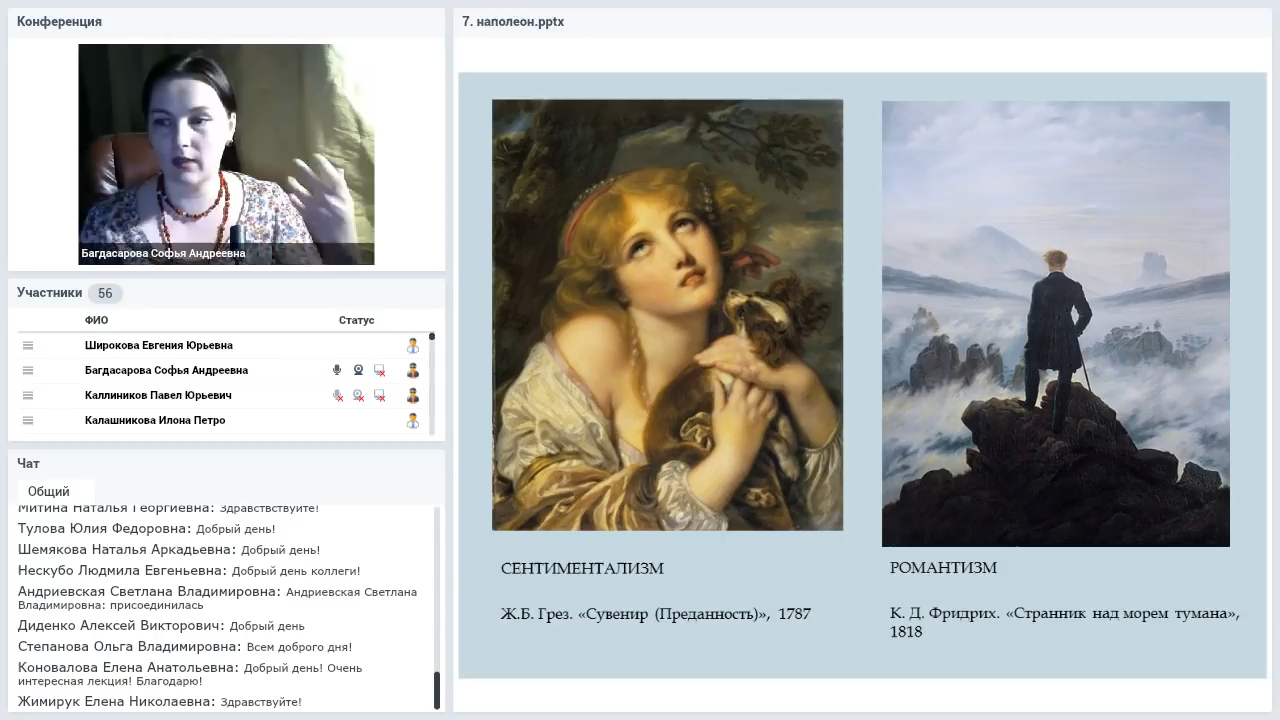 Конференция
Багдасарова Софья Андреевна
Участники 56
ФИО Статус
Широкова Евгения Юрьевна
Багдасарова Софья Андреевна
Каллиников Павел Юрьевич
Калашникова Илона Петро
Чат
Общий
Митина Наталья Георгиевна: Здравствствуйте!
Тулова Юлия Федоровна: Добрый день!
Шемякова Наталья Аркадьевна: Добрый день!
Нескубо Людмила Евгеньевна: Добрый день коллеги!
Андриевская Светлана Владимировна: Андриевская Светлана
Владимировна: присоединилась
Диденко Алексей Викторович: Добрый день
Степанова Ольга Владимировна: Всем доброго дня!
Коновалова Елена Анатольевна: Добрый день! Очень
интересная лекция! Благодарю!
Жимирук Елена Николаевна: Здравствуйте!
7. наполеон.pptx
СЕНТИМЕНТАЛИЗМ
Ж.Б. Грез. «Сувенир (Преданность)», 1787
РОМАНТИЗМ
К. Д. Фридрих. «Странник над морем тумана»,
1818